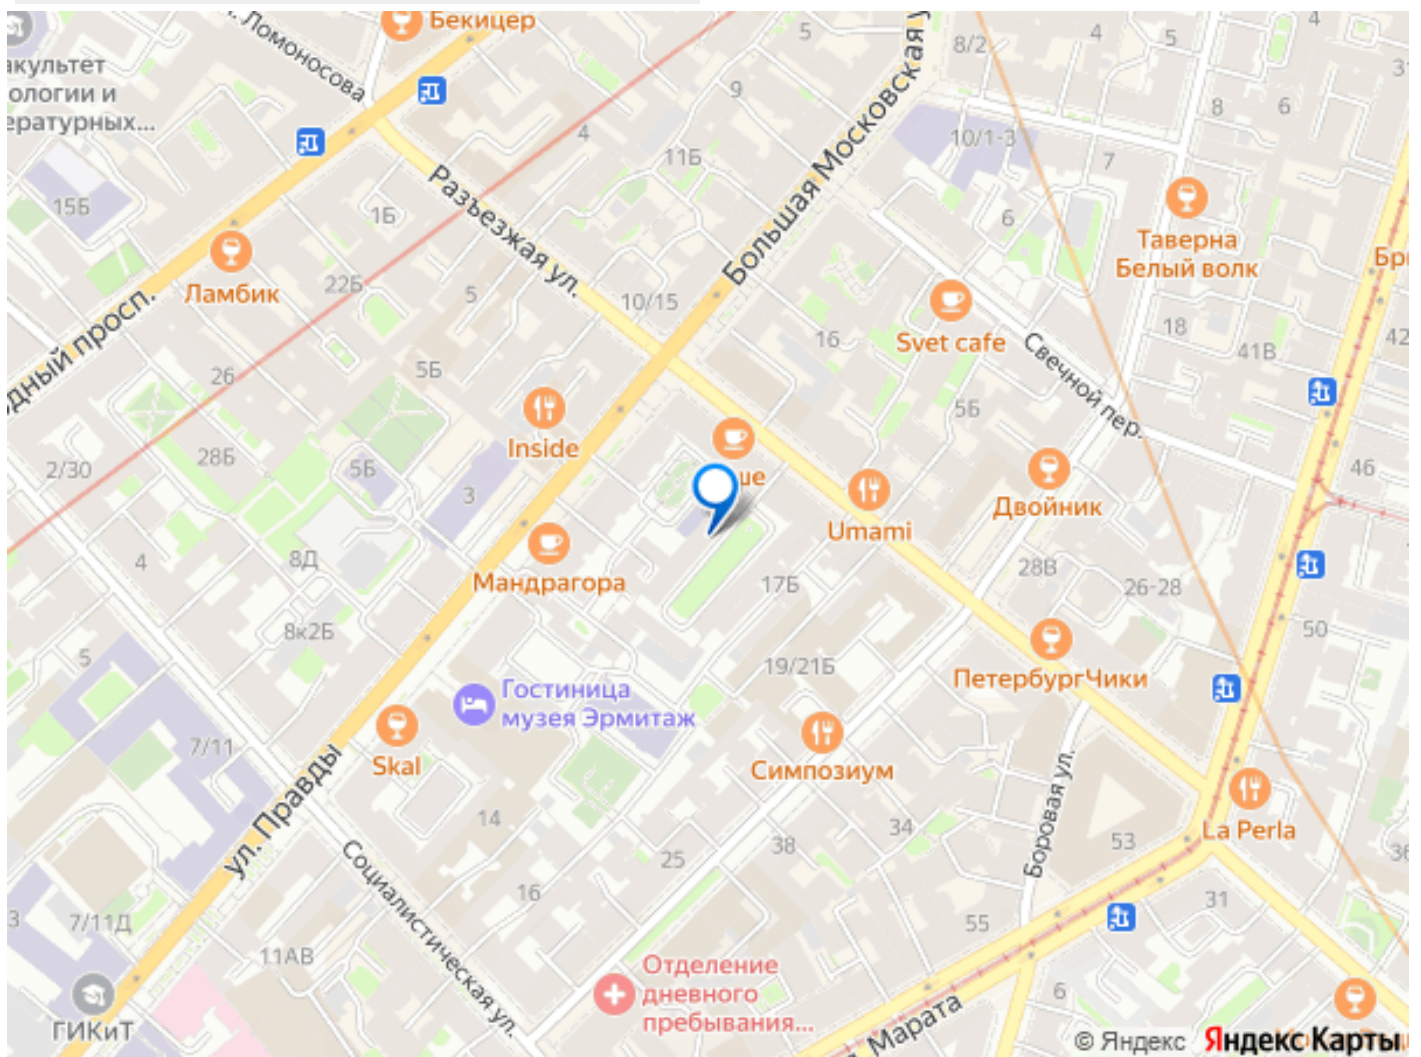 Бекицер
Ломоносова
5
4
5
8/2
акультет
ологии и
ературных...
9
8
6
10/1-3
4
11Б
7
15Б
1Б
Разъезжая ул.
Большая Московская
6
Таверна
Белый волк
Ламбик
22Б
5
10/15
16
Svet cafe
18
41В
42
одный просп.
26
5Б
Свечной пер.
Inside
5Б
2/30
28Б
5Б
3
46
Umami
Двойник
4
8Д
Мандрагора
17Б
28В
26-28
8к2Б
50
5
19/21Б
ПетербургЧики
Гостиница
музея Эрмитаж
7/11
Skal
Симпозиум
ул. Правды
14
Боровая ул.
La Perla
34
53
38
25
36
Социалистическая ул.
16
31
7/11Д
55
11АВ
Отделение
дневного
пребывания...
6
ГИКиТ
Марата
© Яндекс Яндекс Карты